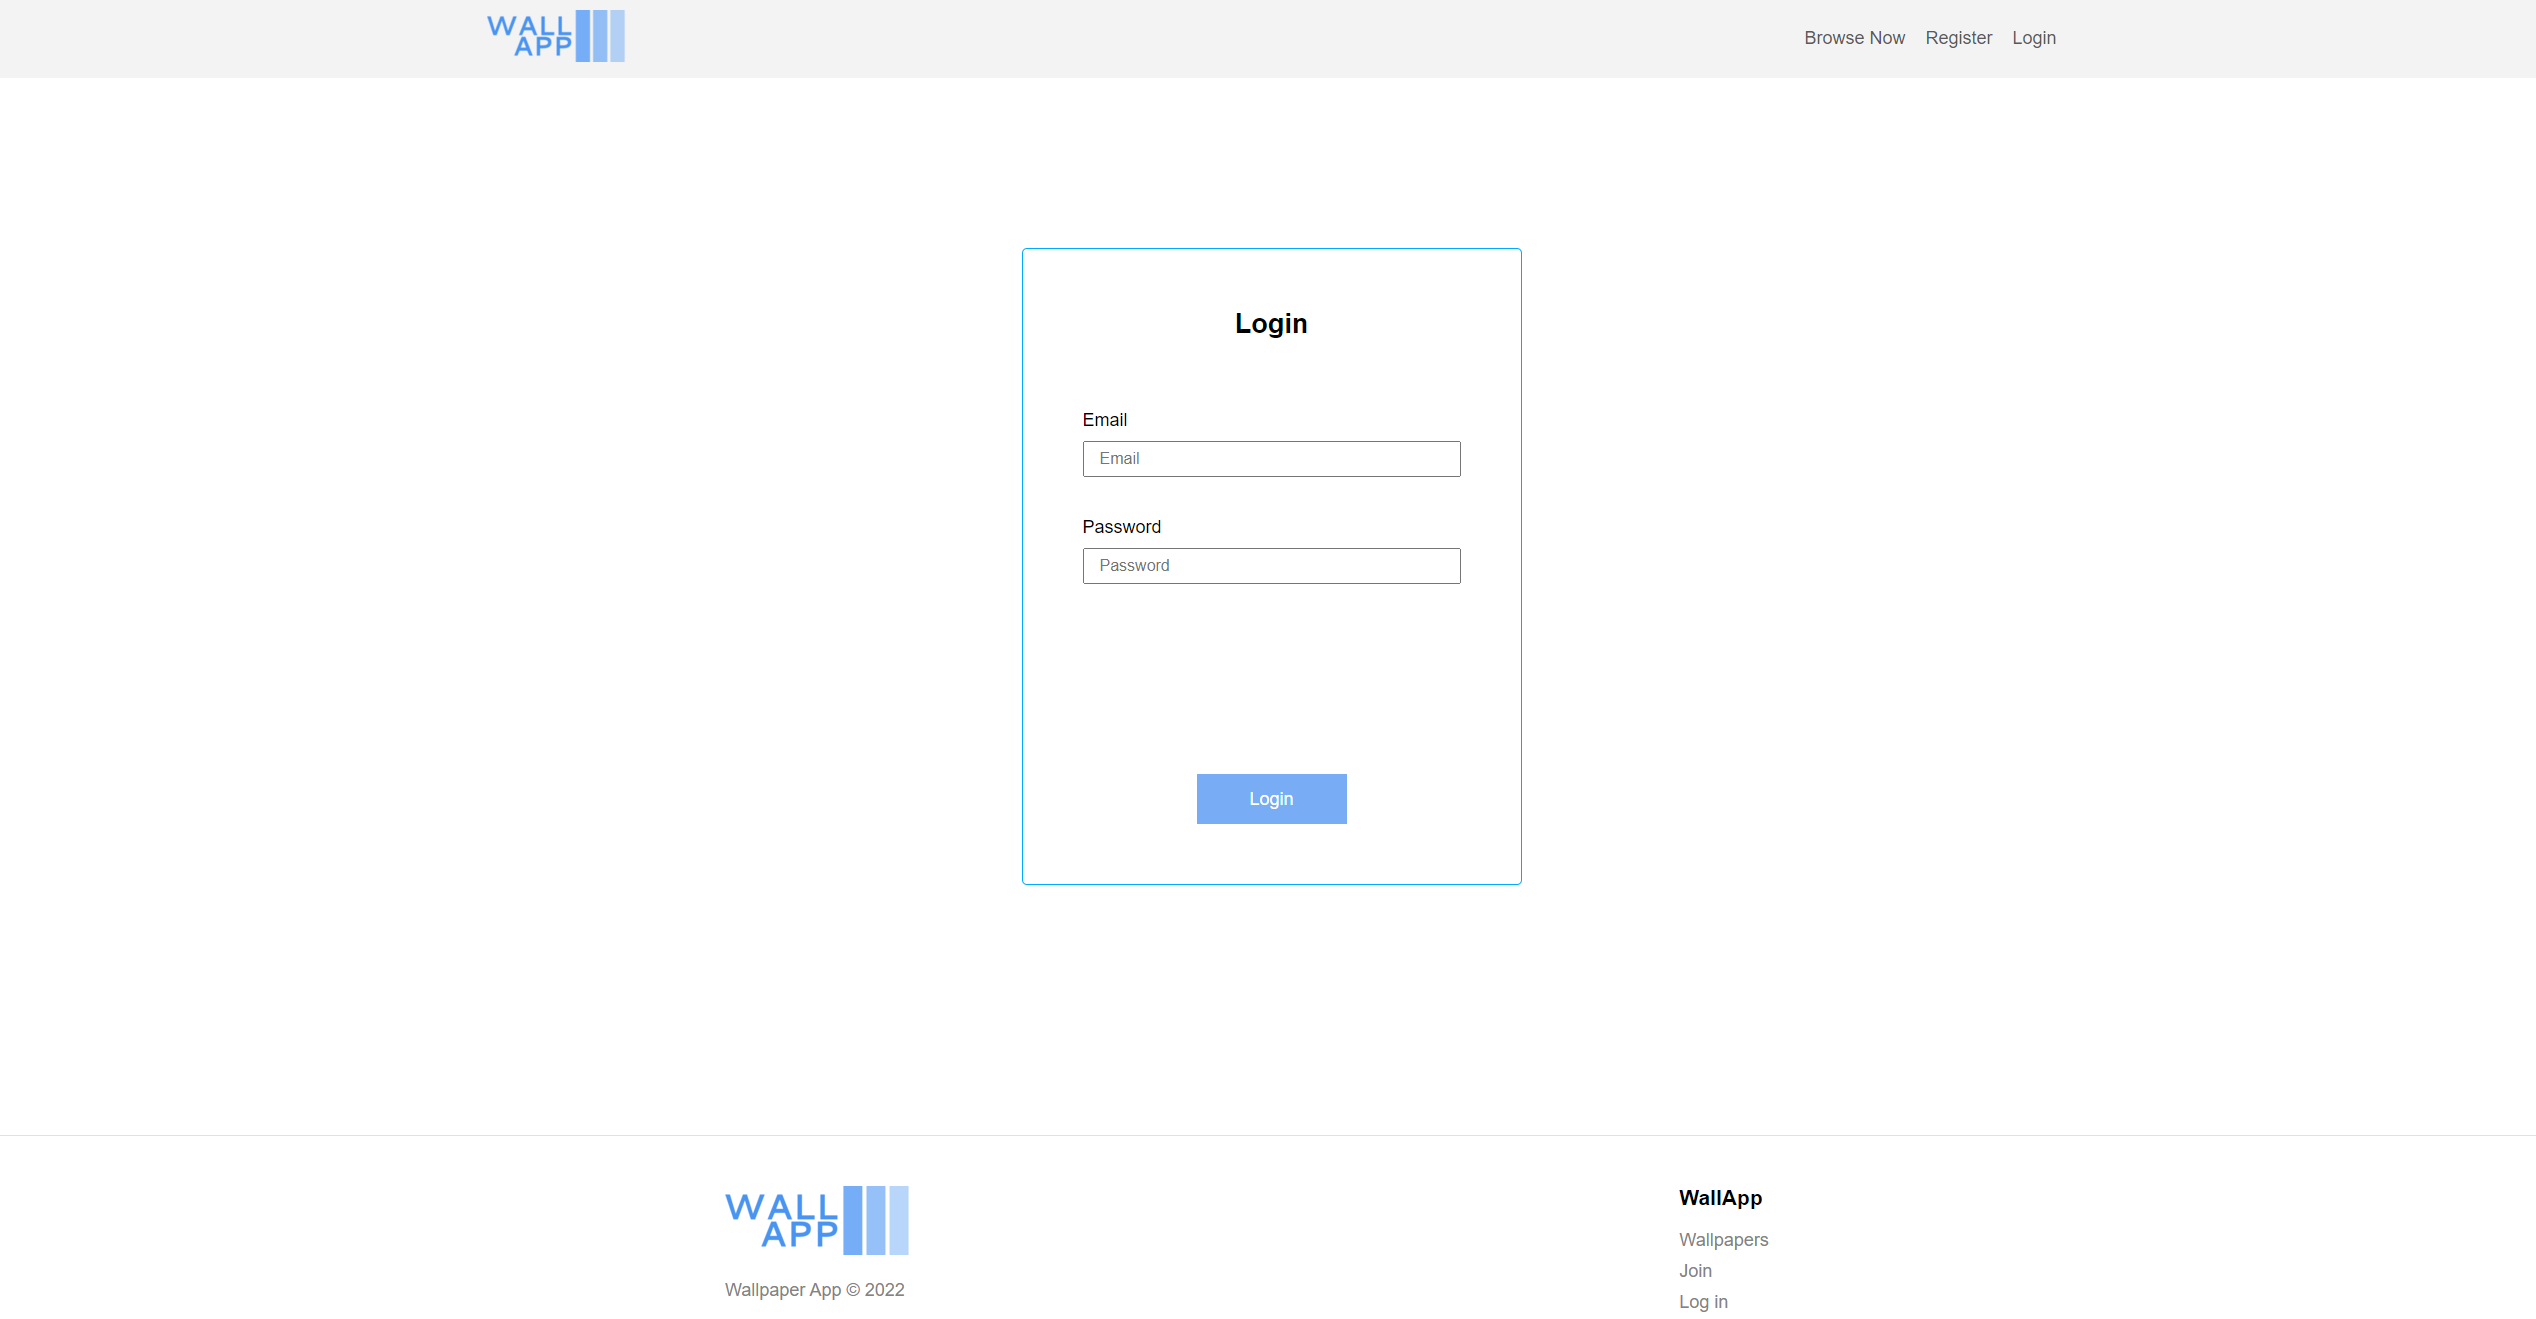 WALL
APP
Browse Now Register Login
Login
Email
Email
Password
Password
Login
WALL
APP
Wallpaper App © 2022
WallApp
Wallpapers
Join
Log in